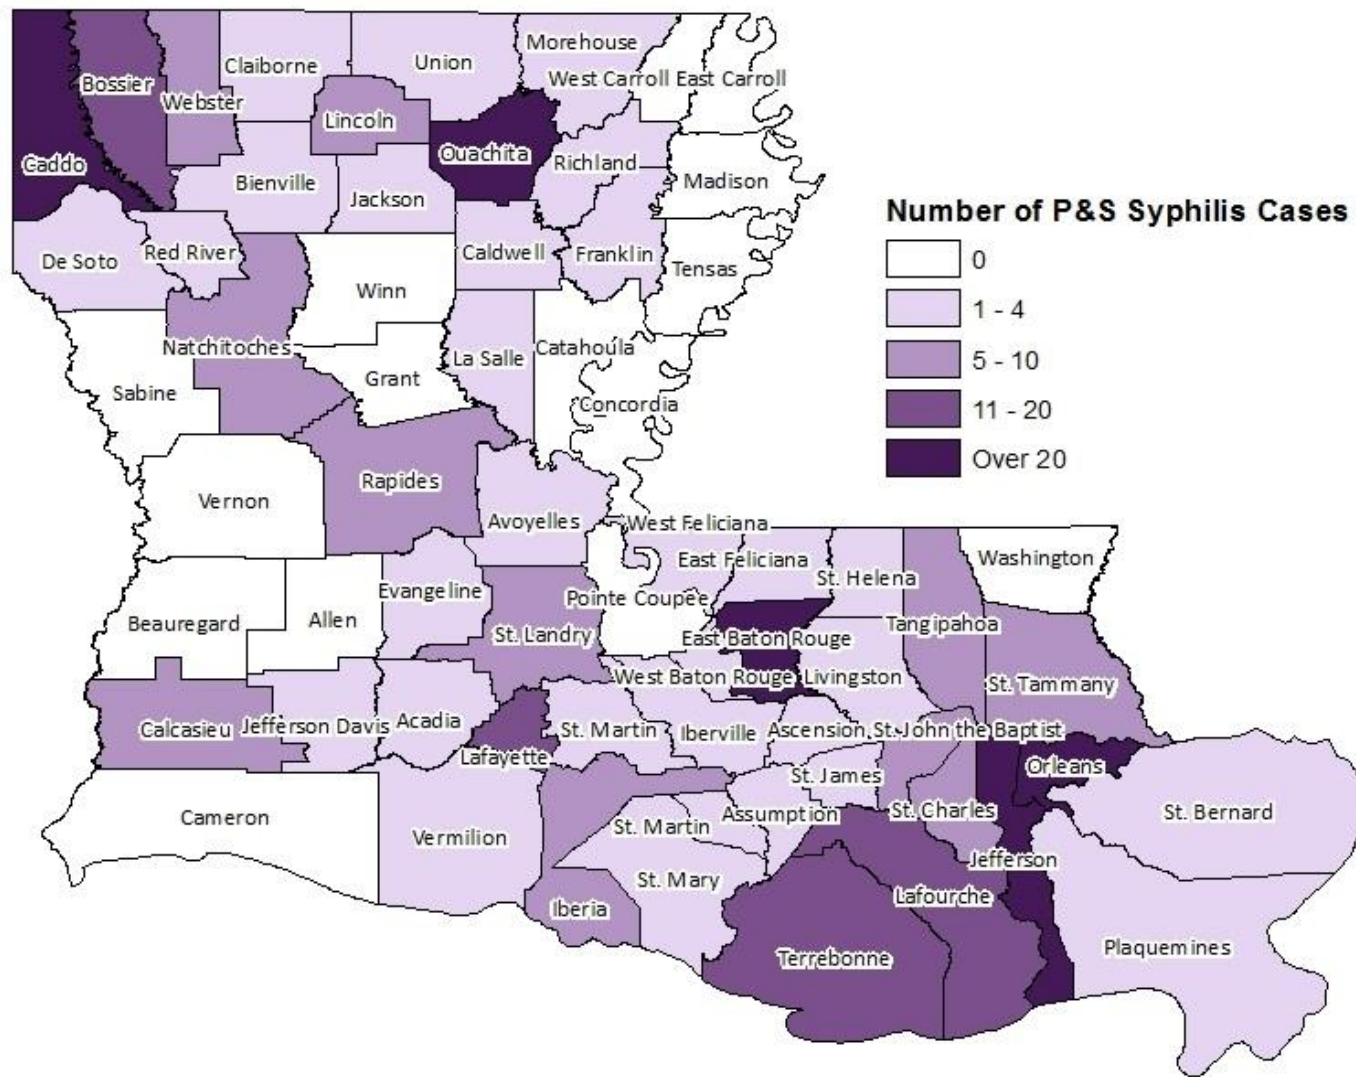 Number of P&S Syphilis Cases
0
1 - 4
5 - 10
11 - 20
Over 20
Morehouse
Union
Claiborne
West Carroll
East Carroll
Bossier
Webster
Lincoln
Ouachita
Caddo
Richland
Madison
Bienville
Jackson
Red River
Caldwell
Franklin
De Soto
Tensas
Winn
Natchitoches
Catahoula
La Salle
Grant
Sabine
Concordia
Rapides
Vernon
Avoyelles
West Feliciana
East Feliciana
Washington
St. Helena
Evangeline
Pointe Coupee
Allen
Beauregard
Tangipahoa
St. Landry
East Baton Rouge
West Baton Rouge
Livingston
St. Tammany
Calcasieu
Jefferson Davis
Acadia
St. Martin
Iberville
Ascension
St. John the Baptist
Lafayette
Orleans
St. James
St. Bernard
Cameron
Assumption
St. Charles
St. Martin
Vermilion
Jefferson
St. Mary
Lafourche
Iberia
Plaquemines
Terrebonne